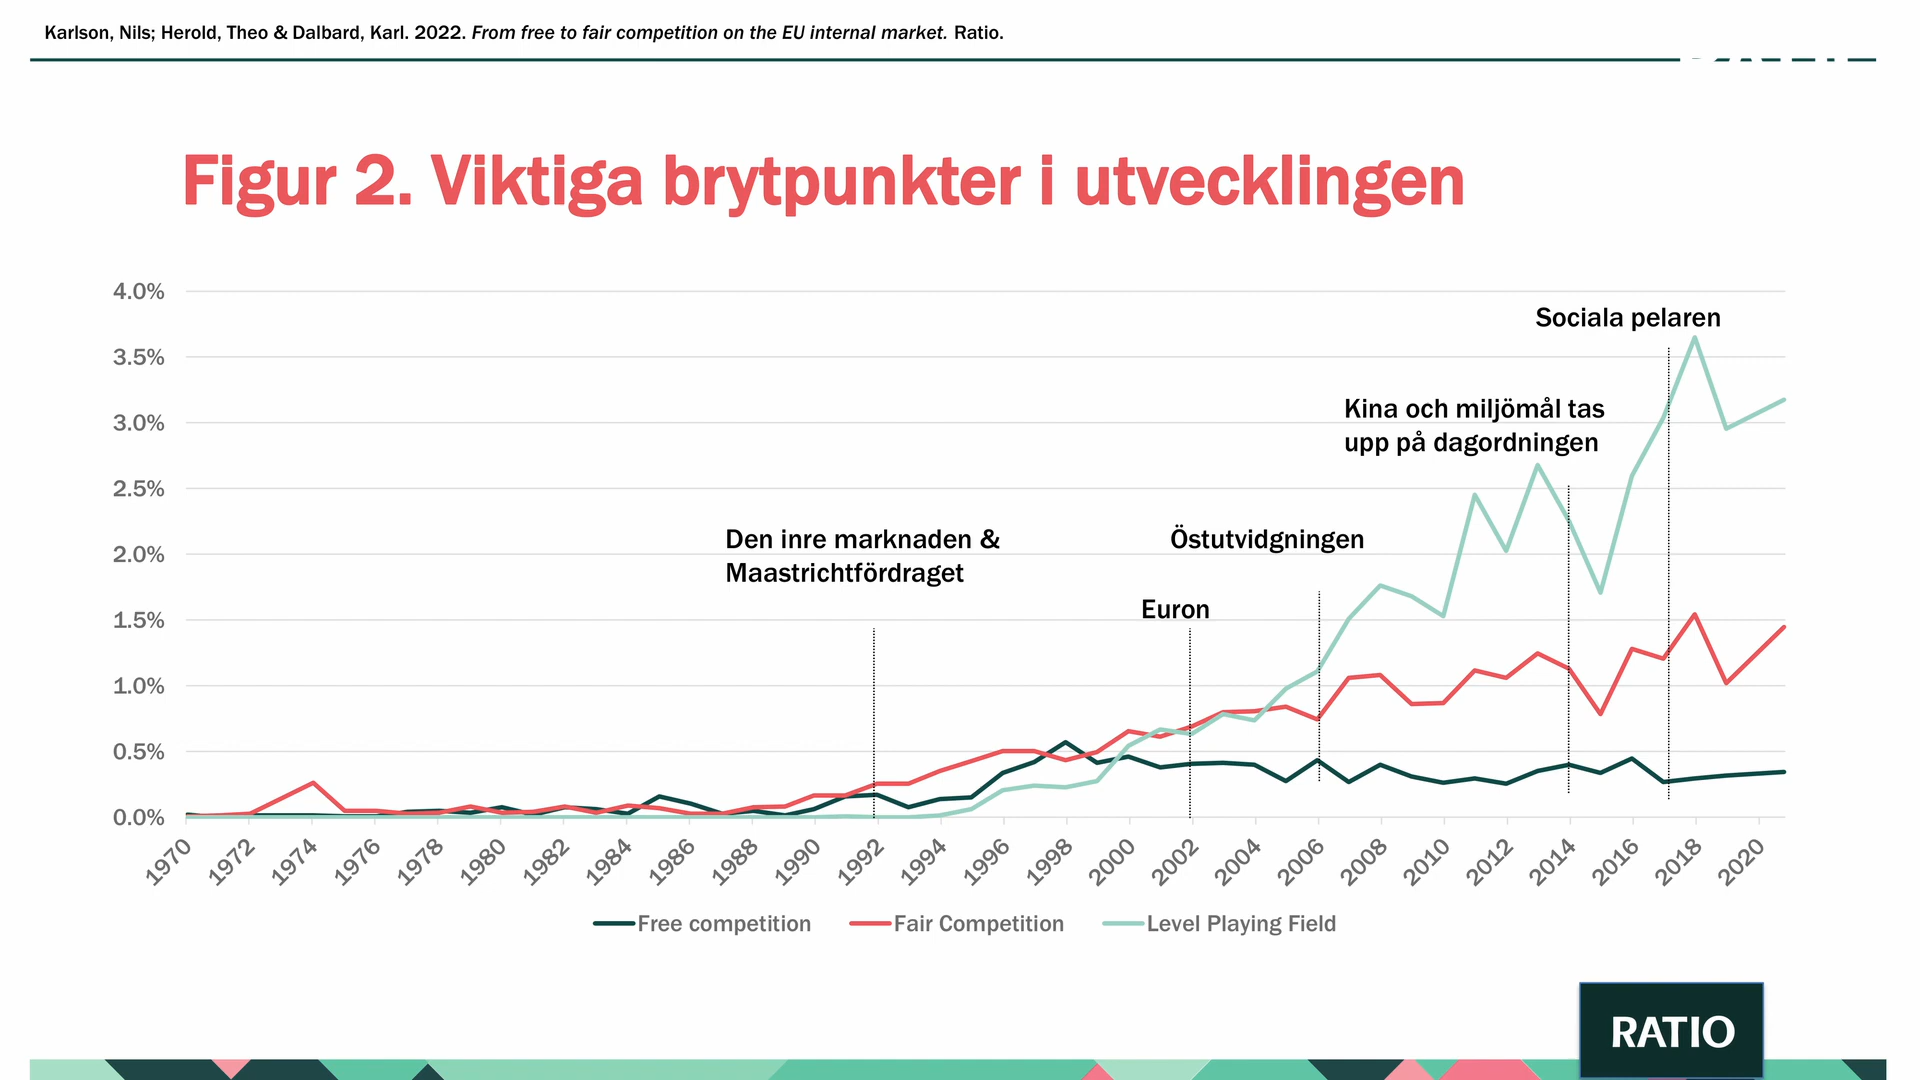 Karlson, Nils; Herold, Theo & Dalbard, Karl. 2022. From free to fair competition on the EU internal market. Ratio.
Figur 2. Viktiga brytpunkter i utvecklingen
4.0%
3.5%
3.0%
2.5%
2.0%
1.5%
1.0%
0.5%
0.0%
Sociala pelaren
Kina och miljömål tas
upp på dagordningen
Den inre marknaden &
Maastrichtfördraget
Östutvidgningen
Euron
1970
1972
1974
1976
1978
1980
1982
1984
1986
1988
1990
1992
1994
1996
1998
2000
2002
2004
2006
2008
2010
2012
2014
2016
2018
2020
Free competition
Fair Competition
Level Playing Field
RATIO